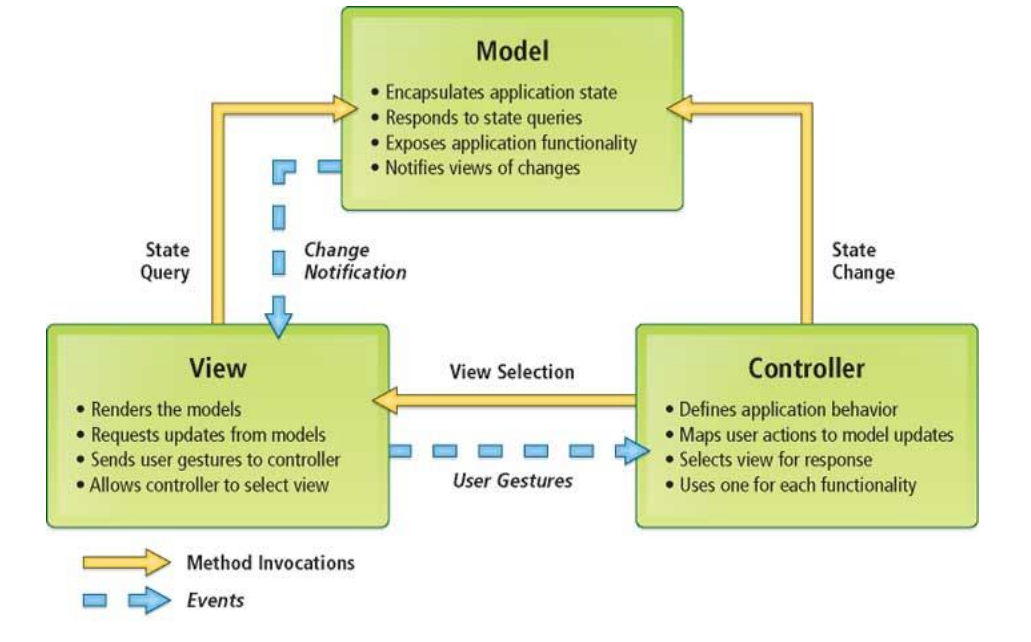 Model
• Encapsulates application state
• Responds to state queries
• Exposes application functionality
• Notifies views of changes
State
Query
Change
Notification
State
Change
View
• Renders the models
• Requests updates from models
• Sends user gestures to controller
• Allows controller to select view
View Selection
User Gestures
Controller
• Defines application behavior
• Maps user actions to model updates
• Selects view for response
• Uses one for each functionality
Method Invocations
Events